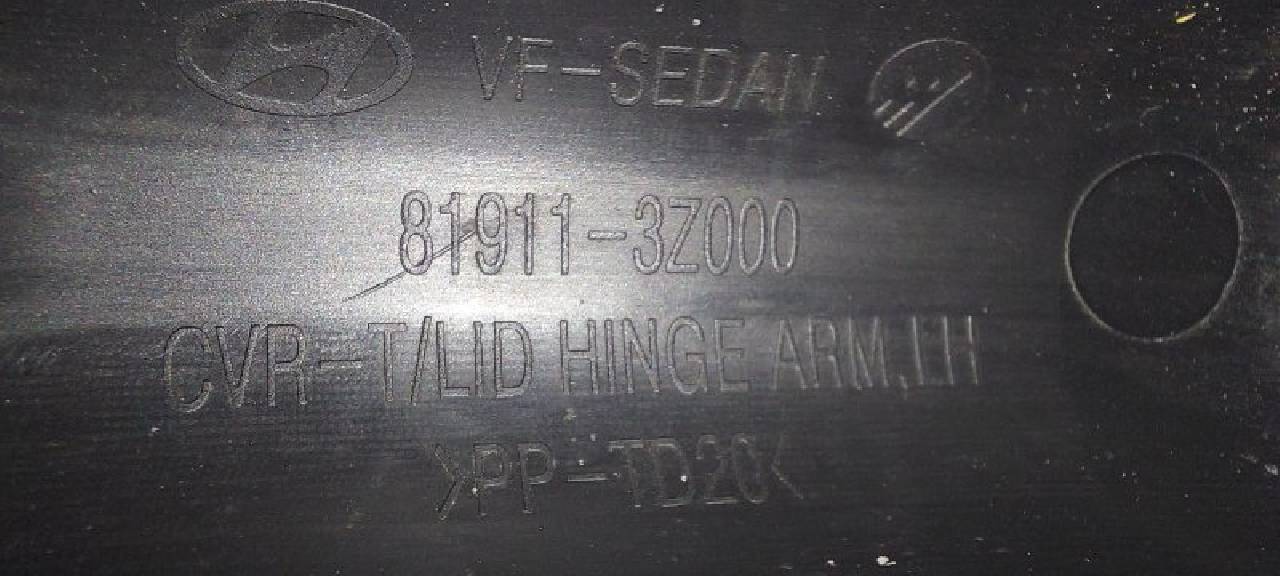 VF-SEDAN
81911-3Z000
CVR-T/LID HINGE ARM,LH
>PP-TD20<